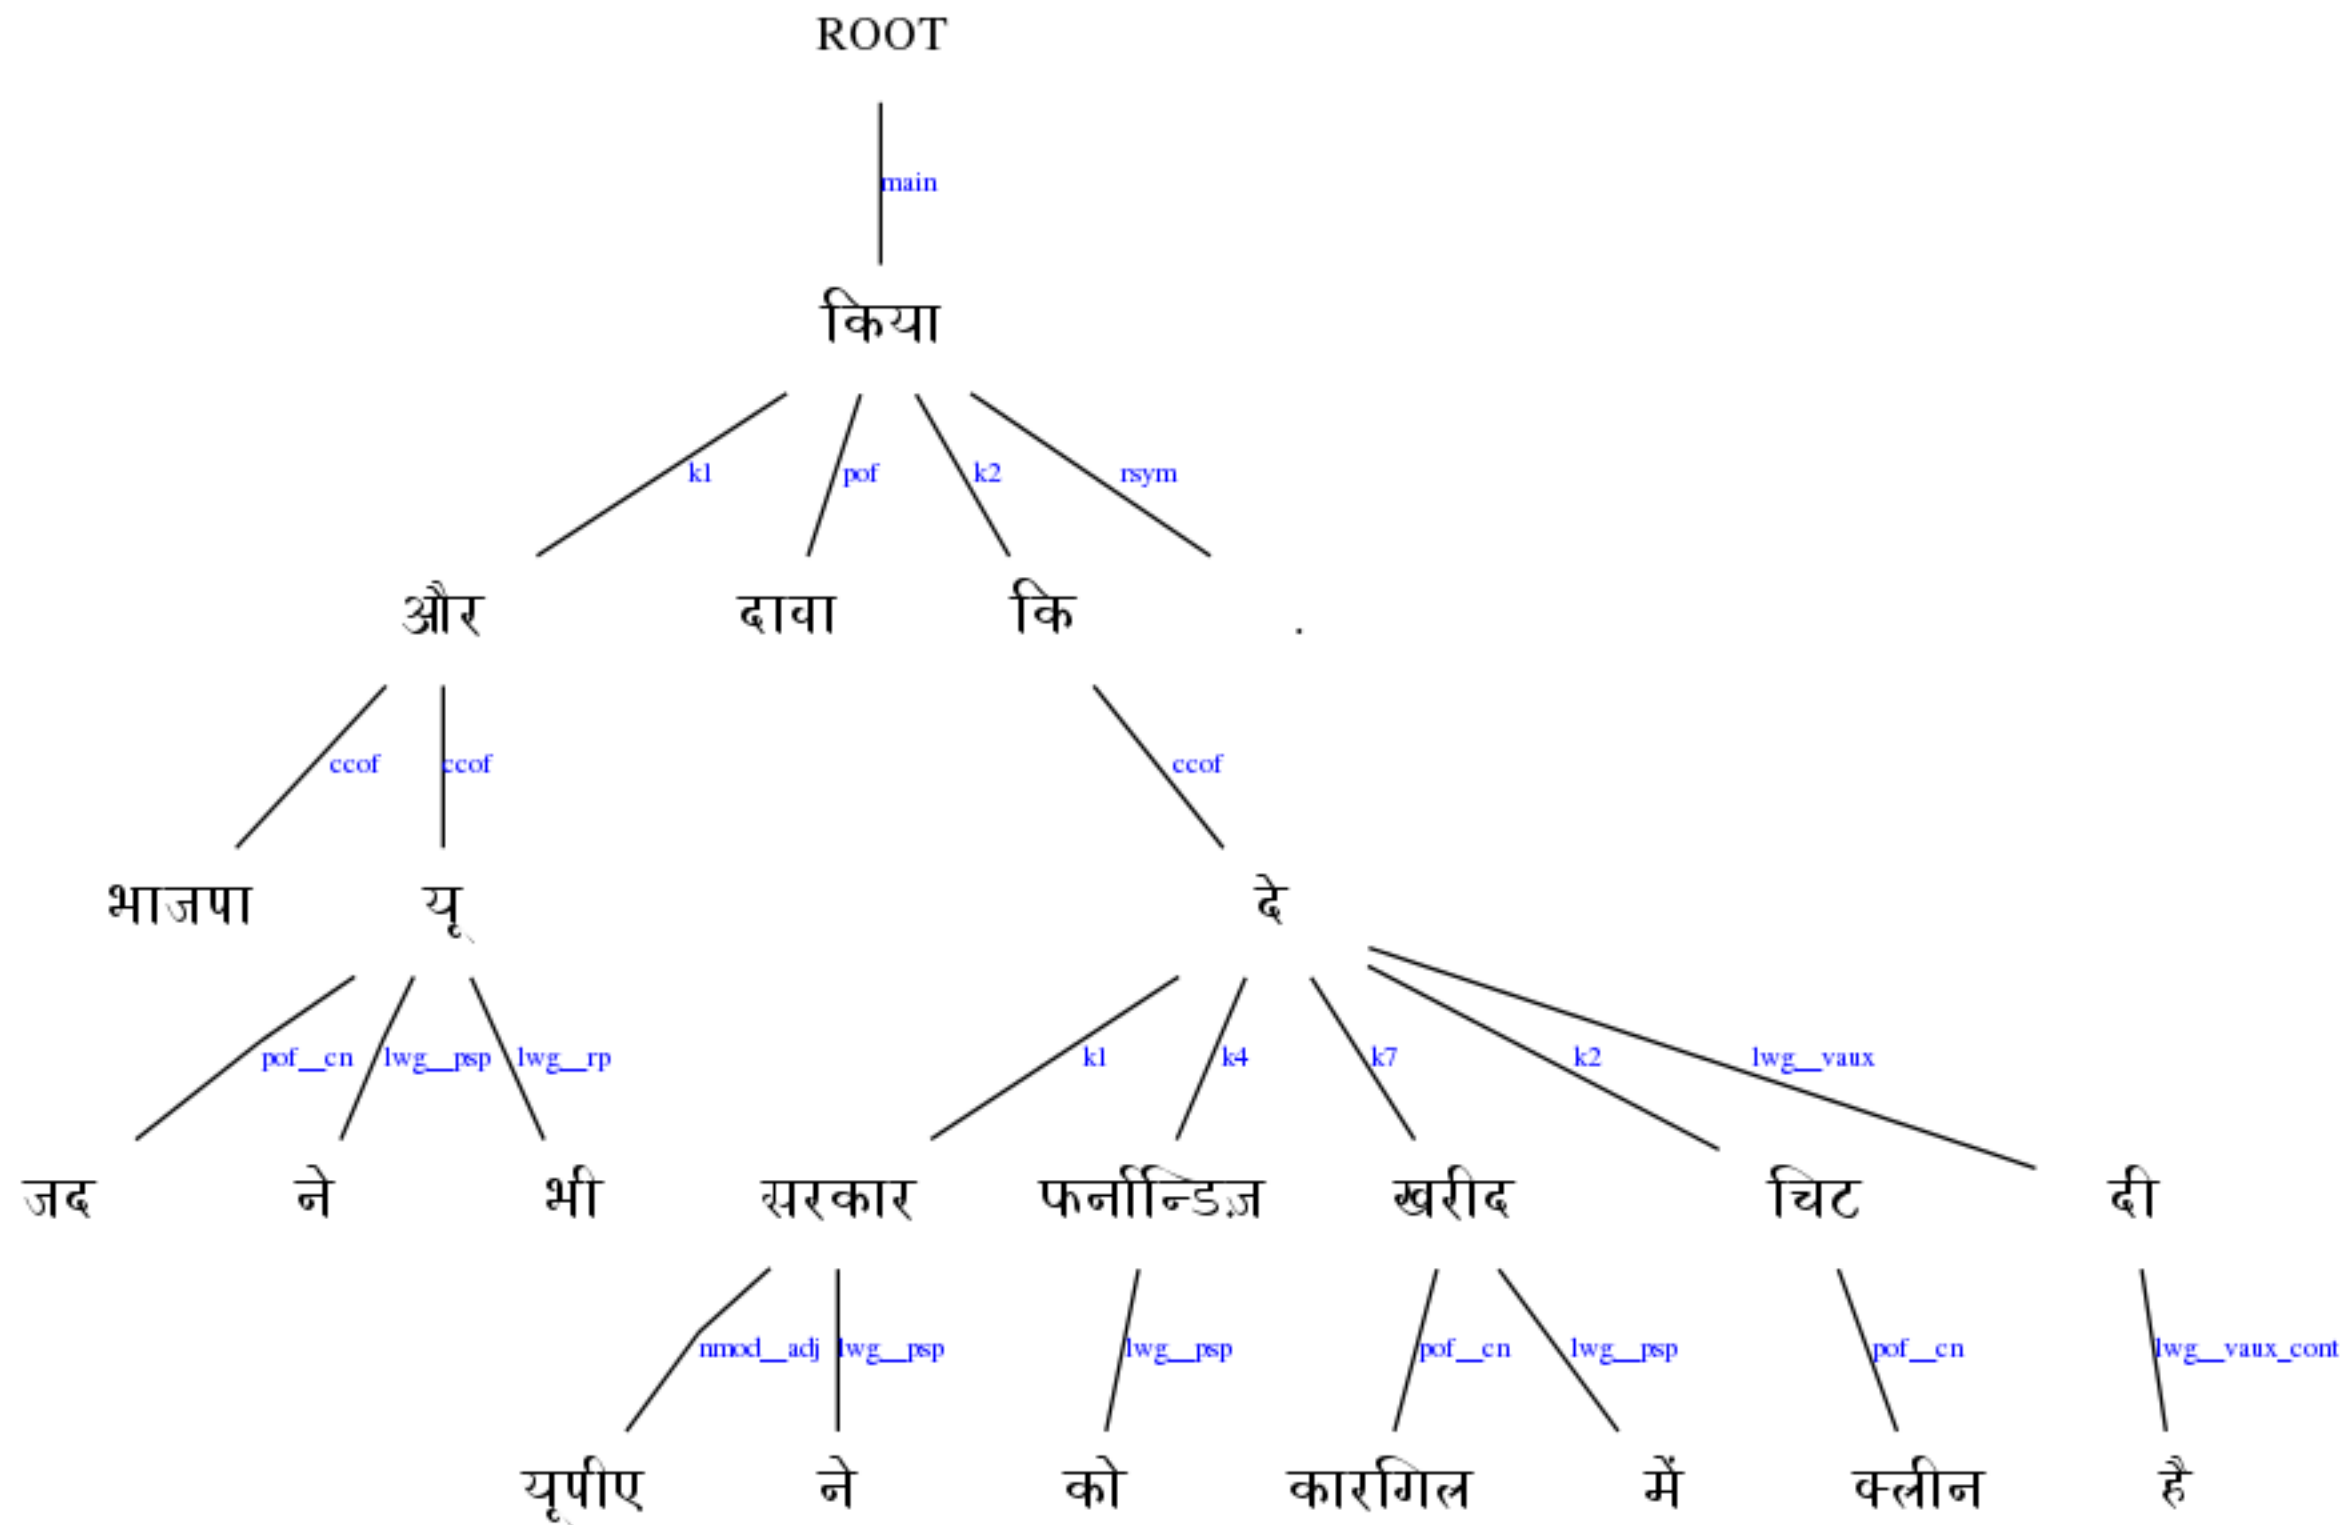 ROOT
main
किया
k1 pof k2 rsym
और दावा कि .
ccof ccof ccof
भाजपा यू दे
pof__cn lwg__psp lwg__rp k1 k4 k7 k2 lwg__vaux
जद ने भी सरकार फर्नान्डिज़ खरीद चिट दी
nmod__adj lwg__psp lwg__psp pof__cn lwg__psp pof__cn lwg__vaux_cont
यूपीए ने को कारगिल में क्लीन है